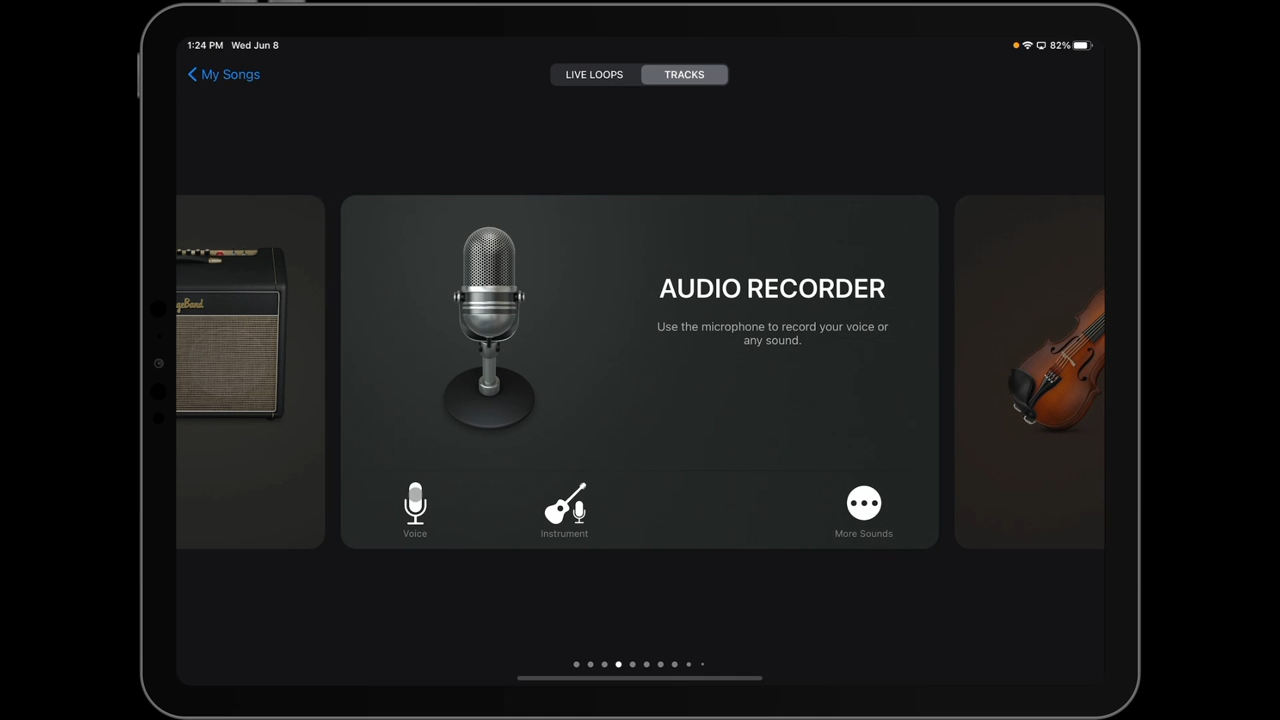 1:24 PM Wed Jun 8
82%
My Songs
LIVE LOOPS
TRACKS
AUDIO RECORDER
Use the microphone to record your voice or
any sound.
Voice
Instrument
More Sounds